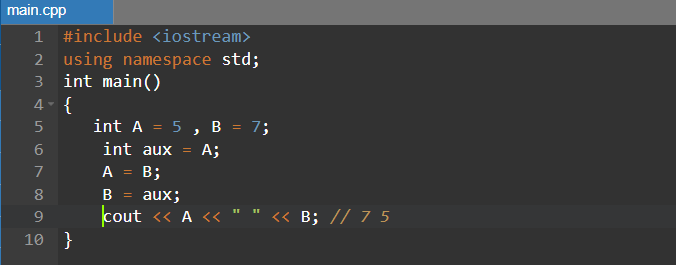 main.cpp
1 #include <iostream>
2 using namespace std;
3 int main()
4 {
5 int A = 5 , B = 7;
6 int aux = A;
7 A = B;
8 B = aux;
9 cout << A << " " << B; // 7 5
10 }